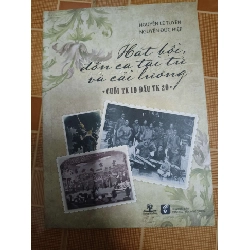 NGUYỄN LÊ TUYÊN
NGUYỄN ĐỨC HIỆP
Hát bội,
đờn ca tài tử
và cải lương
CUỐI TK 19 ĐẦU TK 20